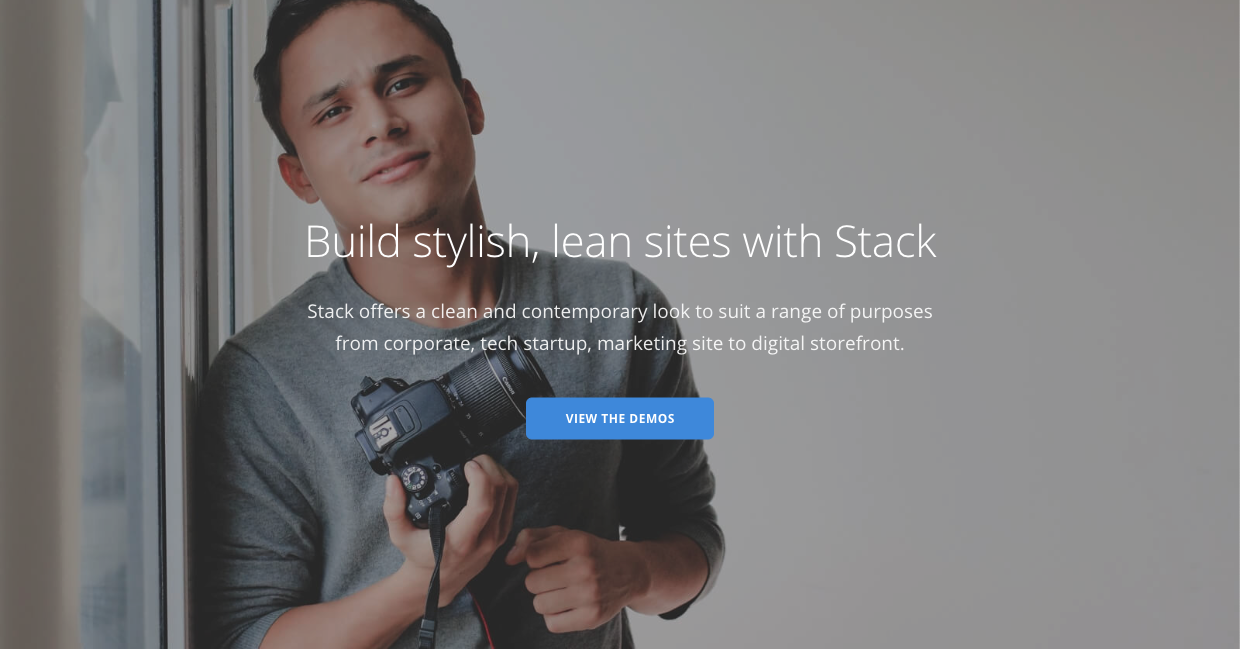 Build stylish, lean sites with Stack
Stack offers a clean and contemporary look to suit a range of purposes
from corporate, tech startup, marketing site to digital storefront.
Canon
VIEW THE DEMOS